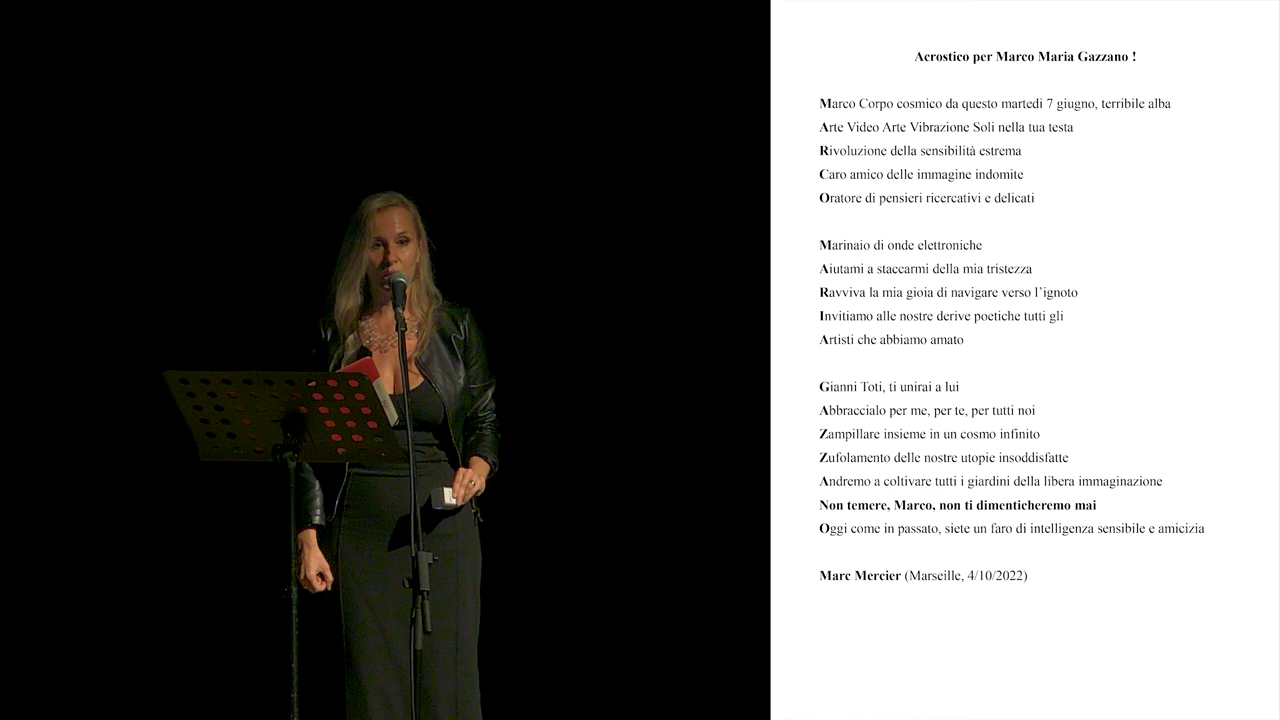 Acrostico per Marco Maria Gazzano !
Marco Corpo cosmico da questo martedi 7 giugno, terribile alba
Arte Video Arte Vibrazione Soli nella tua testa
Rivoluzione della sensibilità estrema
Caro amico delle immagine indomite
Oratore di pensieri ricercativi e delicati
Marinaio di onde elettroniche
Aiutami a staccarmi della mia tristezza
Ravviva la mia gioia di navigare verso l’ignoto
Invitiamo alle nostre derive poetiche tutti gli
Artisti che abbiamo amato
Gianni Toti, ti unirai a lui
Abbraccialo per me, per te, per tutti noi
Zampillare insieme in un cosmo infinito
Zufolamento delle nostre utopie insoddisfatte
Andremo a coltivare tutti i giardini della libera immaginazione
Non temere, Marco, non ti dimenticheremo mai
Oggi come in passato, siete un faro di intelligenza sensibile e amicizia
Marc Mercier (Marseille, 4/10/2022)